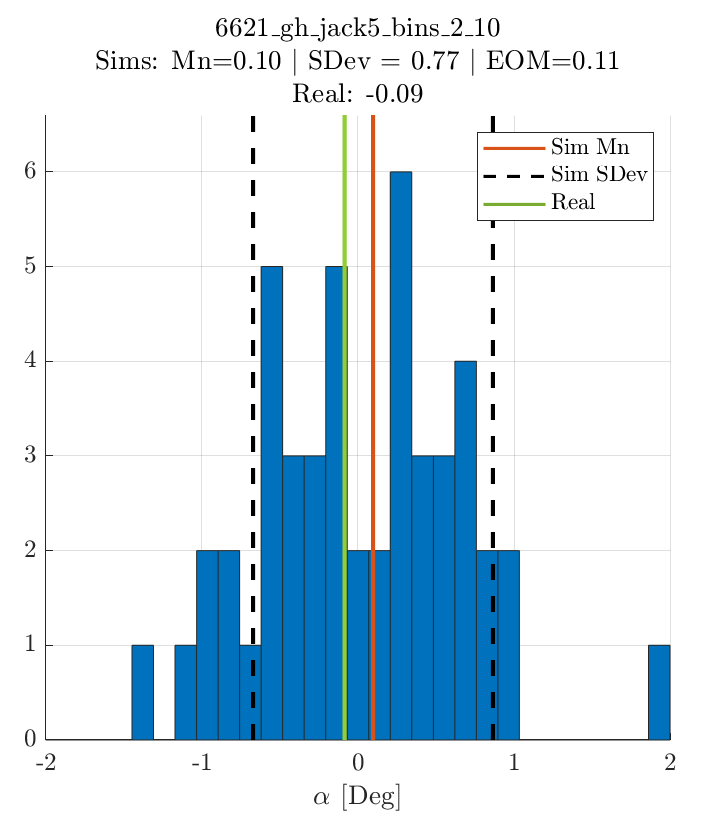 6621_gh_jack5_bins_2_10
Sims: Mn=0.10 | SDev = 0.77 | EOM=0.11
Real: -0.09
Sim Mn
Sim SDev
Real
6
5
4
3
2
1
0
-2 -1 0 1 2
α [Deg]